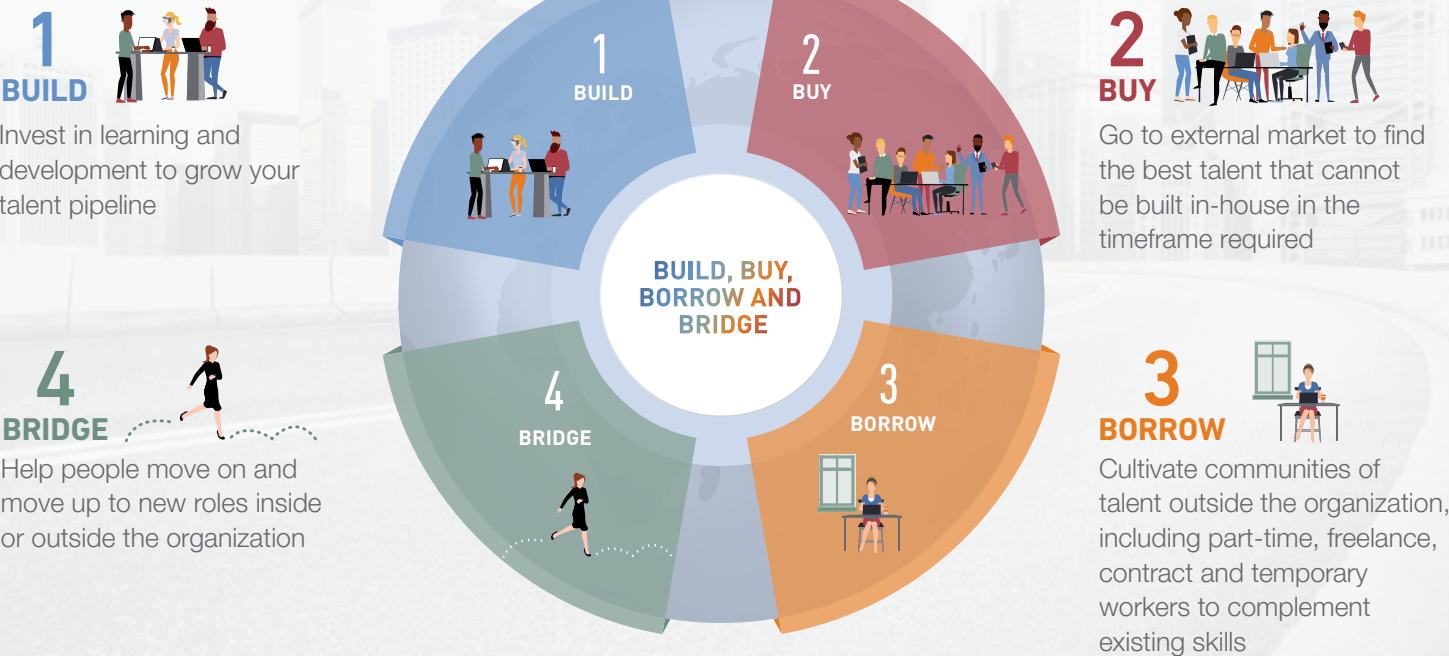 1
BUILD
Invest in learning and
development to grow your
talent pipeline
1
BUILD
2
BUY
2
BUY
Go to external market to find
the best talent that cannot
be built in-house in the
timeframe required
BUILD, BUY,
BORROW AND
BRIDGE
4
BRIDGE
Help people move on and
move up to new roles inside
or outside the organization
4
BRIDGE
3
BORROW
3
BORROW
Cultivate communities of
talent outside the organization,
including part-time, freelance,
contract and temporary
workers to complement
existing skills